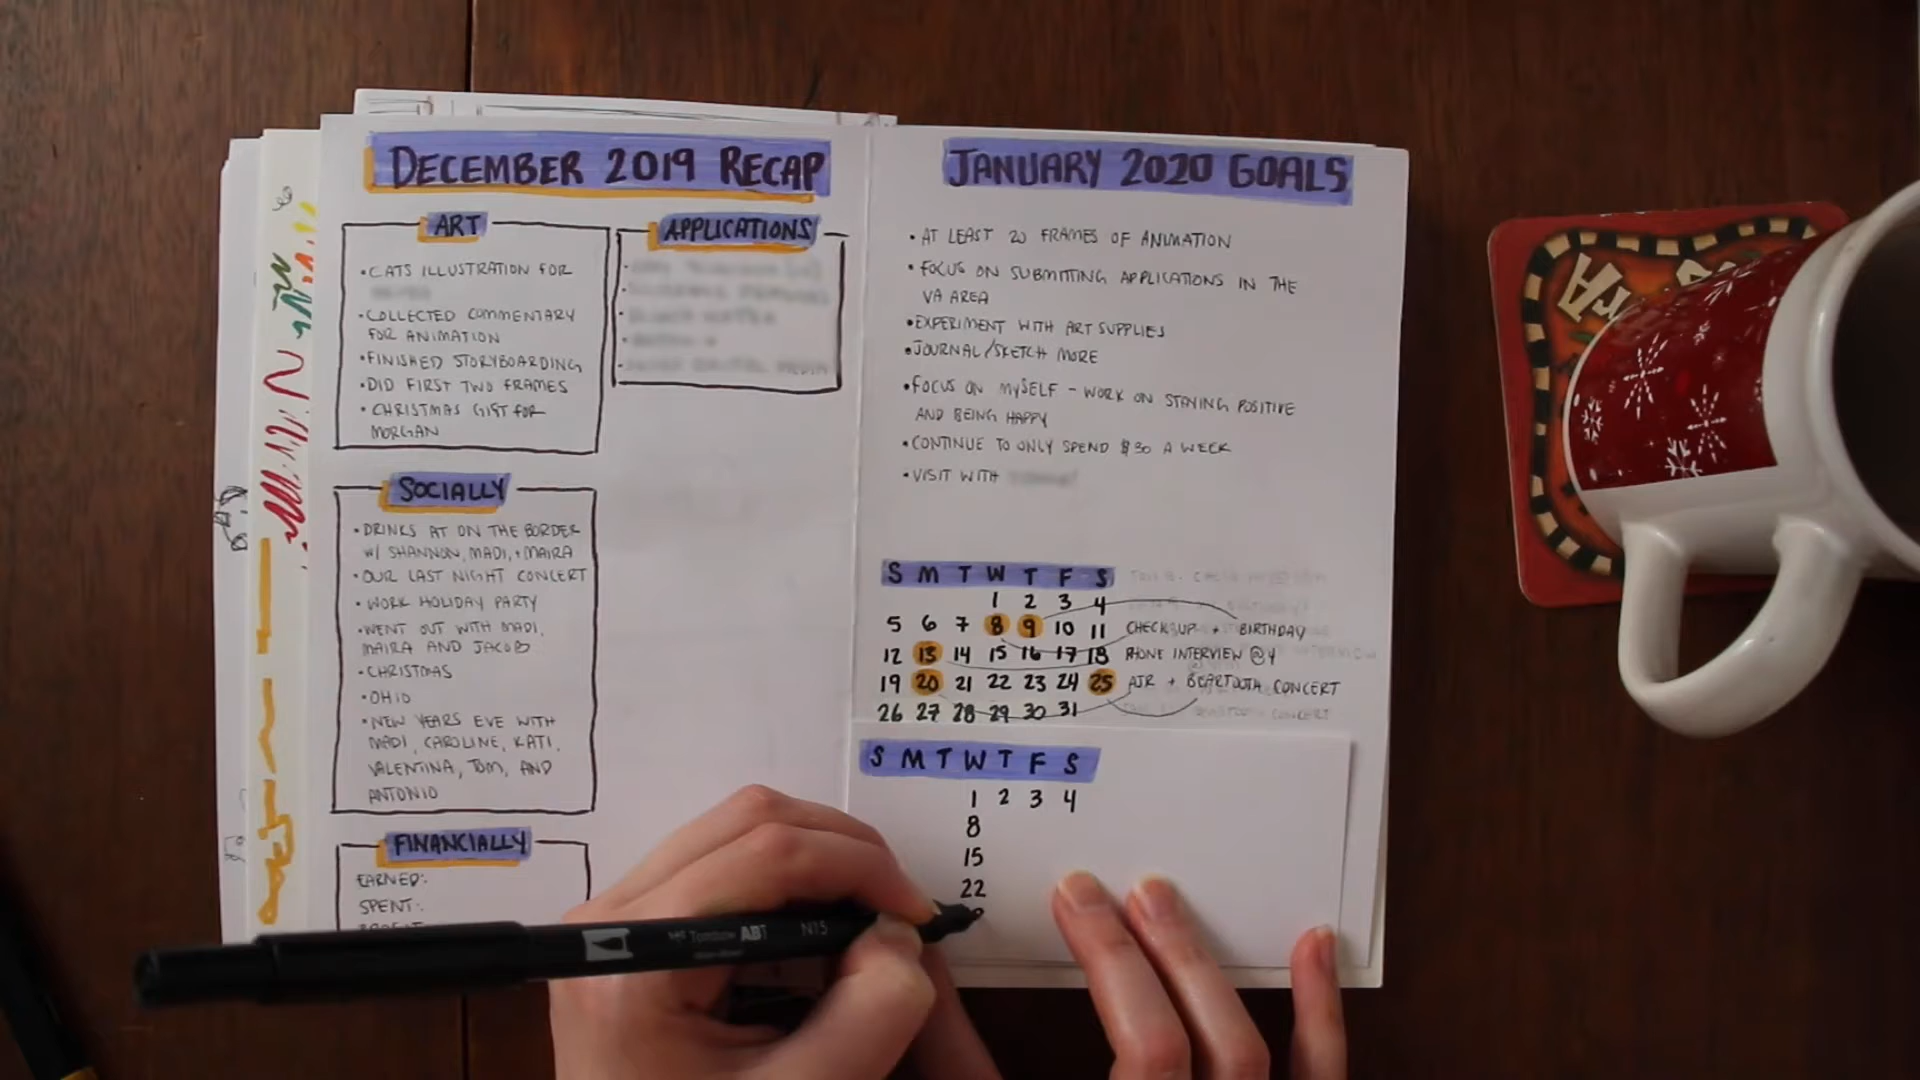 DECEMBER 2019 RECAP
ART
• CATS ILLUSTRATION FOR
• COLLECTED COMMENTARY
FOR ANIMATION
• FINISHED STORYBOARDING
• DID FIRST TWO FRAMES
• CHRISTMAS GIFT FOR
MORGAN
APPLICATIONS
SOCIALLY
• DRINKS AT ON THE BORDER
W/ SHANNON, MADI, + MAIRA
• OUR LAST NIGHT CONCERT
• WORK HOLIDAY PARTY
• WENT OUT WITH MADI,
MAIRA AND JACOB
• CHRISTMAS
• OHIO
• NEW YEARS EVE WITH
MADI, CAROLINE, KATI,
VALENTINA, TOM, AND
ANTONIO
FINANCIALLY
EARNED:
SPENT:
JANUARY 2020 GOALS
• AT LEAST 20 FRAMES OF ANIMATION
• FOCUS ON SUBMITTING APPLICATIONS IN THE
VA AREA
• EXPERIMENT WITH ART SUPPLIES
• JOURNAL/SKETCH MORE
• FOCUS ON MYSELF - WORK ON STAYING POSITIVE
AND BEING HAPPY
• CONTINUE TO ONLY SPEND $30 A WEEK
• VISIT WITH
S M T W T F S
1 2 3 4
5 6 7 8 9 10 11 CHECKUP + BIRTHDAY
12 13 14 15 16 17 18 PHONE INTERVIEW @ 4
19 20 21 22 23 24 25 ATR + BEARTOOTH CONCERT
26 27 28 29 30 31
S M T W T F S
1 2 3 4
8
15
22
Tombow ABT N15